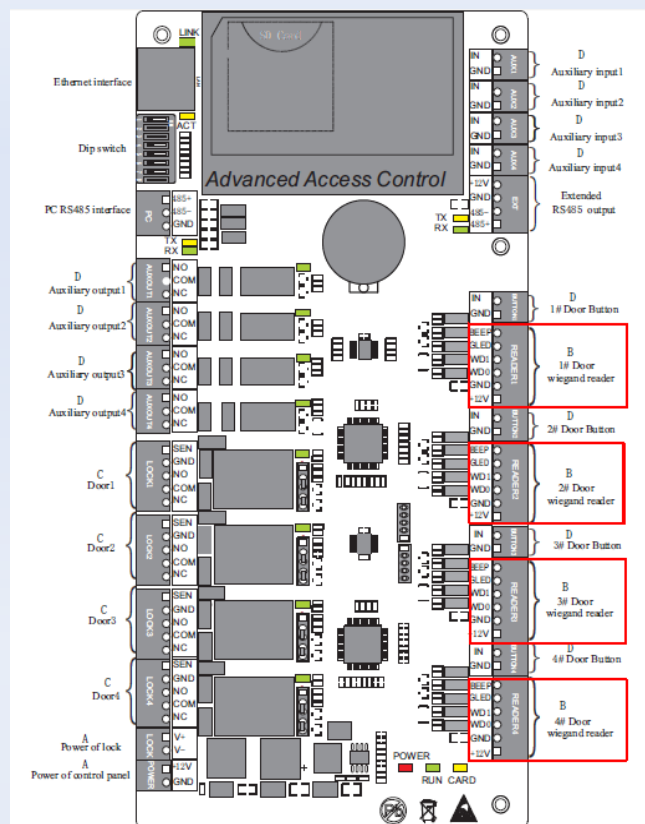 LINK
SD Card
Ethernet interface
LAN
ACT
Dip switch
Advanced Access Control
PC RS485 interface
PC
485+
485-
GND
TX
RX
D
Auxiliary output1
AUXOUT1
NO
COM
NC
D
Auxiliary output2
AUXOUT2
NO
COM
NC
D
Auxiliary output3
AUXOUT3
NO
COM
NC
D
Auxiliary output4
AUXOUT4
NO
COM
NC
C
Door1
LOCK1
SEN
GND
NO
COM
NC
C
Door2
LOCK2
SEN
GND
NO
COM
NC
C
Door3
LOCK3
SEN
GND
NO
COM
NC
C
Door4
LOCK4
SEN
GND
NO
COM
NC
A
Power of lock
LOCK
V+
V-
A
Power of control panel
POWER
-12V
GND
IN
GND
AUX1
D
Auxiliary input1
IN
GND
AUX2
D
Auxiliary input2
IN
GND
AUX3
D
Auxiliary input3
IN
GND
AUX4
D
Auxiliary input4
+12V
GND
485-
485+
EXT
Extended
RS485 output
TX
RX
IN
GND
D
1# Door Button
BEEP
GLED
WD1
WD0
GND
+12V
READER1
B
1# Door
wiegand reader
IN
GND
D
2# Door Button
BEEP
GLED
WD1
WD0
GND
+12V
READER2
B
2# Door
wiegand reader
IN
GND
D
3# Door Button
BEEP
GLED
WD1
WD0
GND
+12V
READER3
B
3# Door
wiegand reader
IN
GND
D
4# Door Button
BEEP
GLED
WD1
WD0
GND
+12V
READER4
B
4# Door
wiegand reader
POWER
RUN
CARD
+
Pb